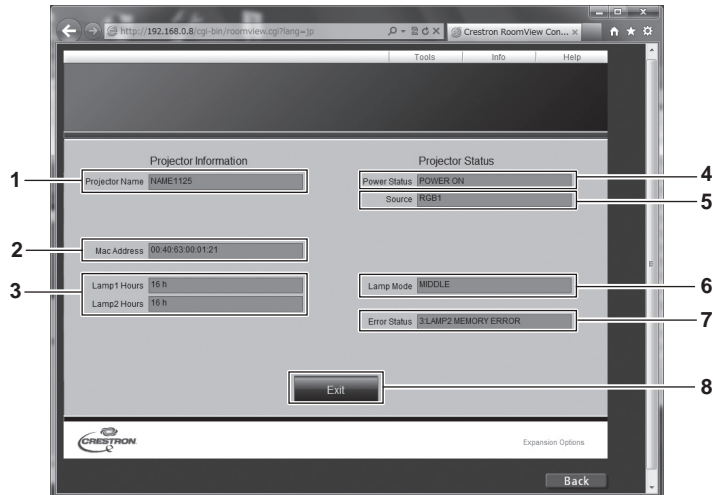 http://192.168.0.8/cgi-bin/roomview.cgi?lang=jp
Crestron RoomView Con...
Tools Info Help
Projector Information
Projector Status
1
Projector Name NAME1125
Power Status POWER ON
4
Source RGB1
5
2
Mac Address 00:40:63:00:01:21
3
Lamp1 Hours 16 h
Lamp2 Hours 16 h
Lamp Mode MIDDLE
6
Error Status 3:LAMP2 MEMORY ERROR
7
Exit
8
CRESTRON
Expansion Options
Back